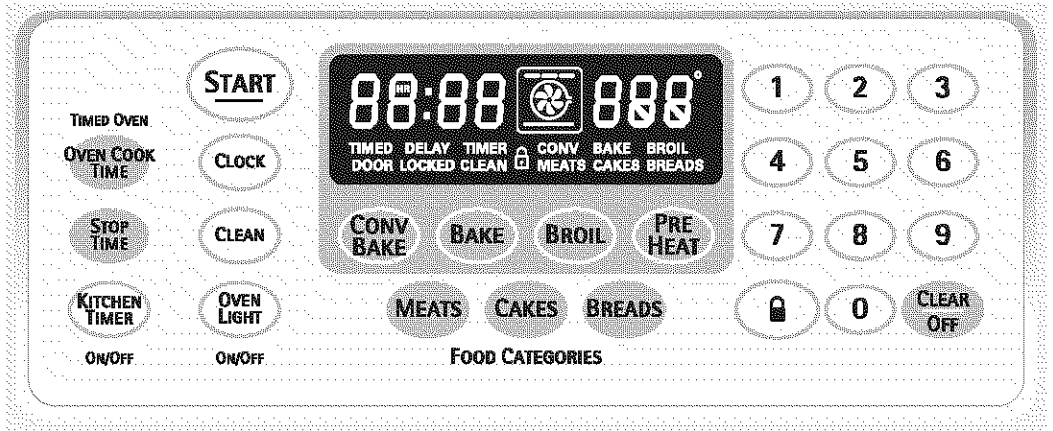 START
TIMED OVEN
OVEN COOK
TIME
CLOCK
STOP
TIME
CLEAN
KITCHEN
TIMER
ON/OFF
OVEN
LIGHT
ON/OFF
88:88 888°
HR
TIMED DELAY TIMER CONV BAKE BROIL
DOOR LOCKED CLEAN MEATS CAKES BREADS
CONV
BAKE
BAKE
BROIL
PRE
HEAT
MEATS CAKES BREADS
FOOD CATEGORIES
1 2 3
4 5 6
7 8 9
0
CLEAR
OFF